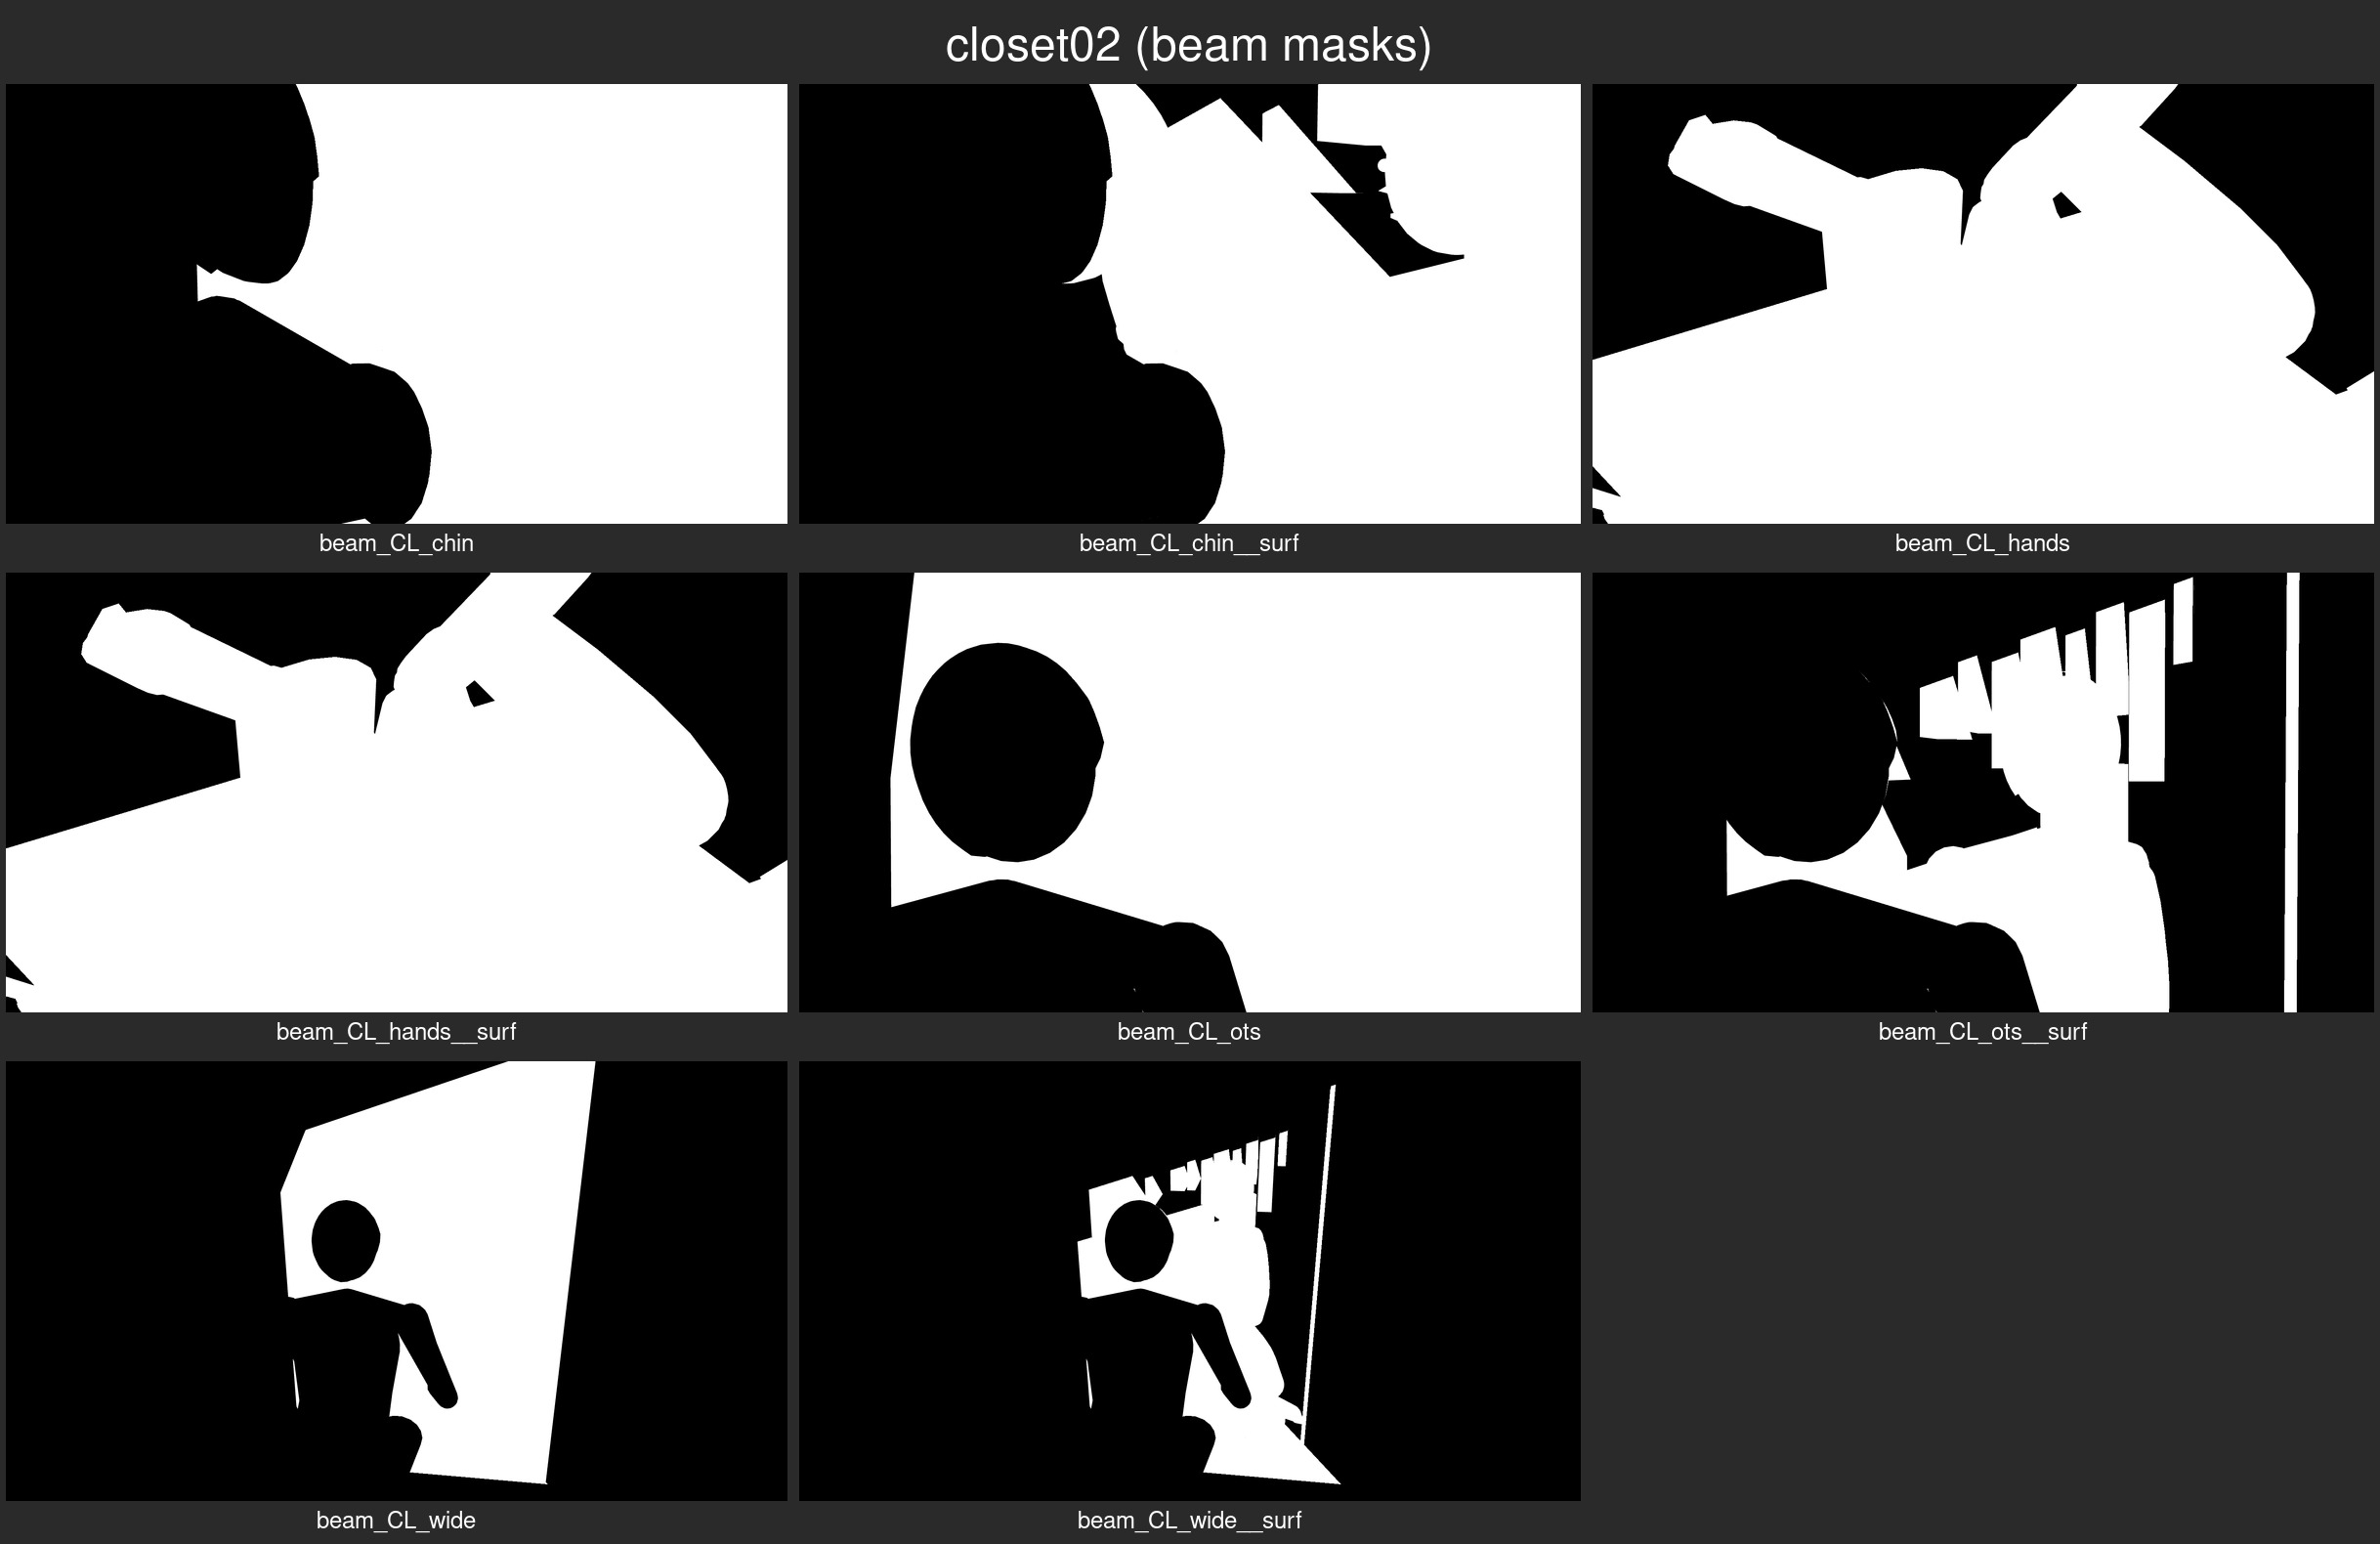 closet02 (beam masks)
beam_CL_chin
beam_CL_chin__surf
beam_CL_hands
beam_CL_hands__surf
beam_CL_ots
beam_CL_ots__surf
beam_CL_wide
beam_CL_wide__surf